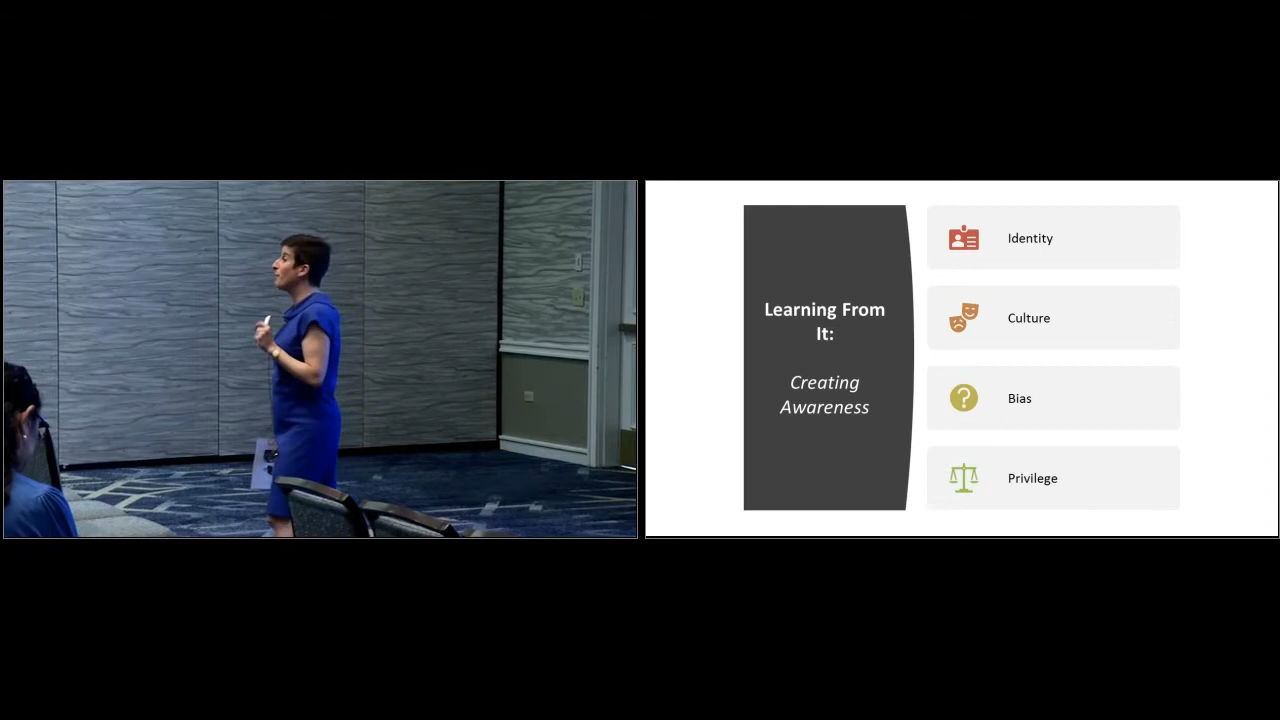 Learning From
It:
Creating
Awareness
Identity
Culture
Bias
Privilege